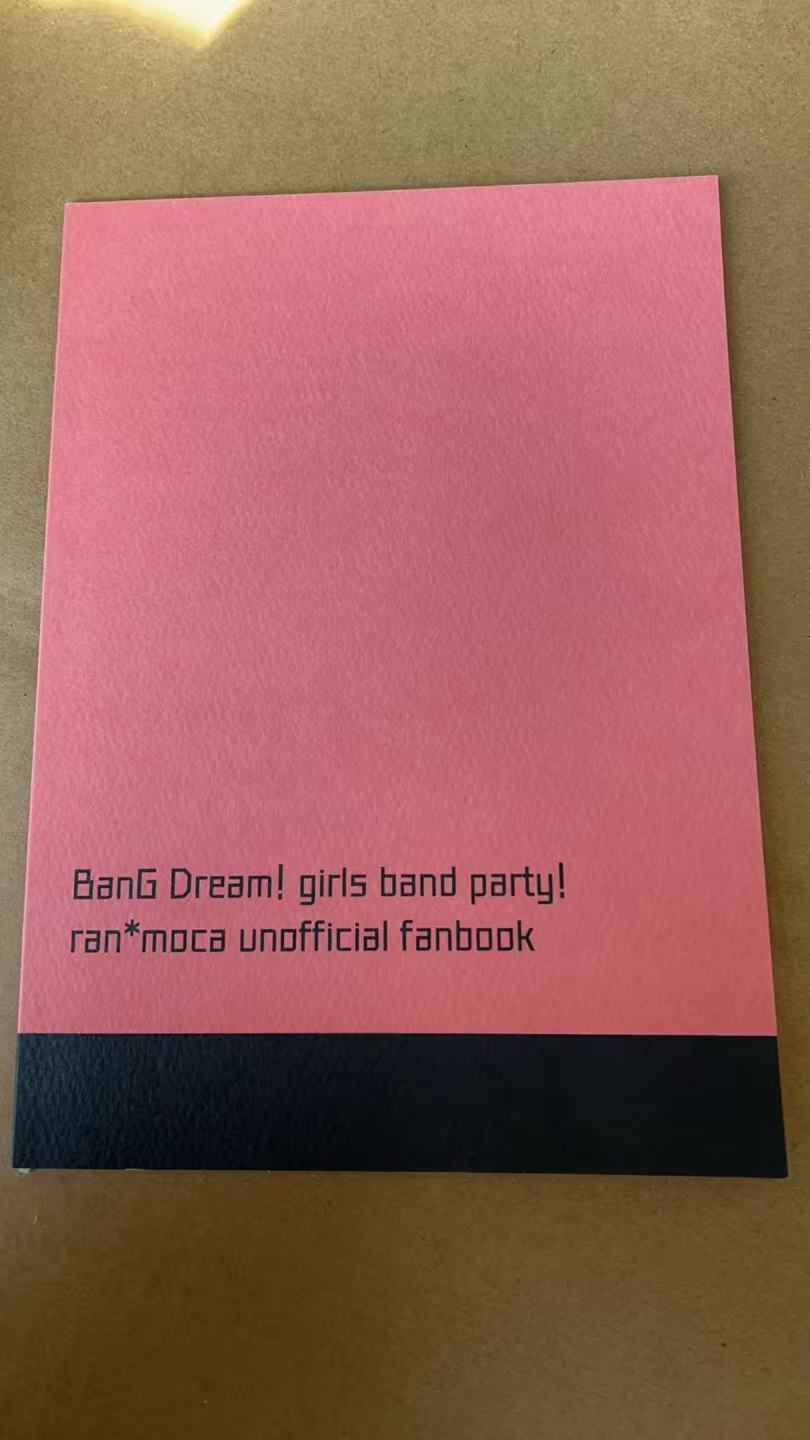 BanG Dream! girls band party!
ran*moca unofficial fanbook